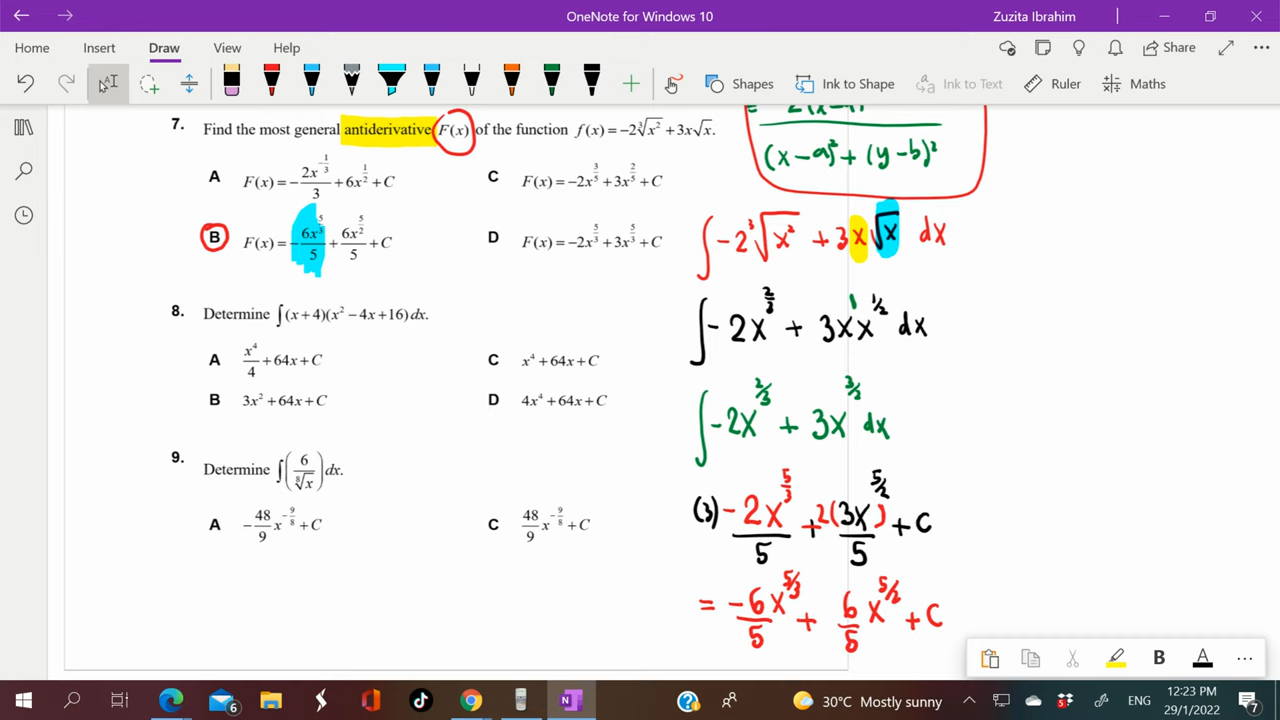 OneNote for Windows 10
Zuzita Ibrahim
Home Insert Draw View Help
Share
Shapes Ink to Shape Ink to Text Ruler Maths
7. Find the most general antiderivative F(x) of the function f(x) = −2∛x² + 3x√x.
A F(x) = −2x^(-1/3)/3 + 6x^(1/2) + C
C F(x) = −2x^(3/5) + 3x^(2/5) + C
B F(x) = −6x^(5/3)/5 + 6x^(5/2)/5 + C
D F(x) = −2x^(5/3) + 3x^(5/3) + C
8. Determine ∫(x+4)(x² − 4x + 16) dx.
A x⁴/4 + 64x + C
C x⁴ + 64x + C
B 3x² + 64x + C
D 4x⁴ + 64x + C
9. Determine ∫(6/⁸√x) dx.
A −48/9 x^(-9/8) + C
C 48/9 x^(-9/8) + C
(x−a)² + (y−b)²
∫ −2 ∛x² + 3x√x dx
∫ −2x^(2/3) + 3x¹x^(1/2) dx
∫ −2x^(2/3) + 3x^(3/2) dx
(3) −2x^(5/3)/5 + 2(3x^(5/2))/5 + C
= −6x^(5/3)/5 + 6/5 x^(5/2) + C
B
6
30°C Mostly sunny
S
ENG
12:23 PM
29/1/2022
7